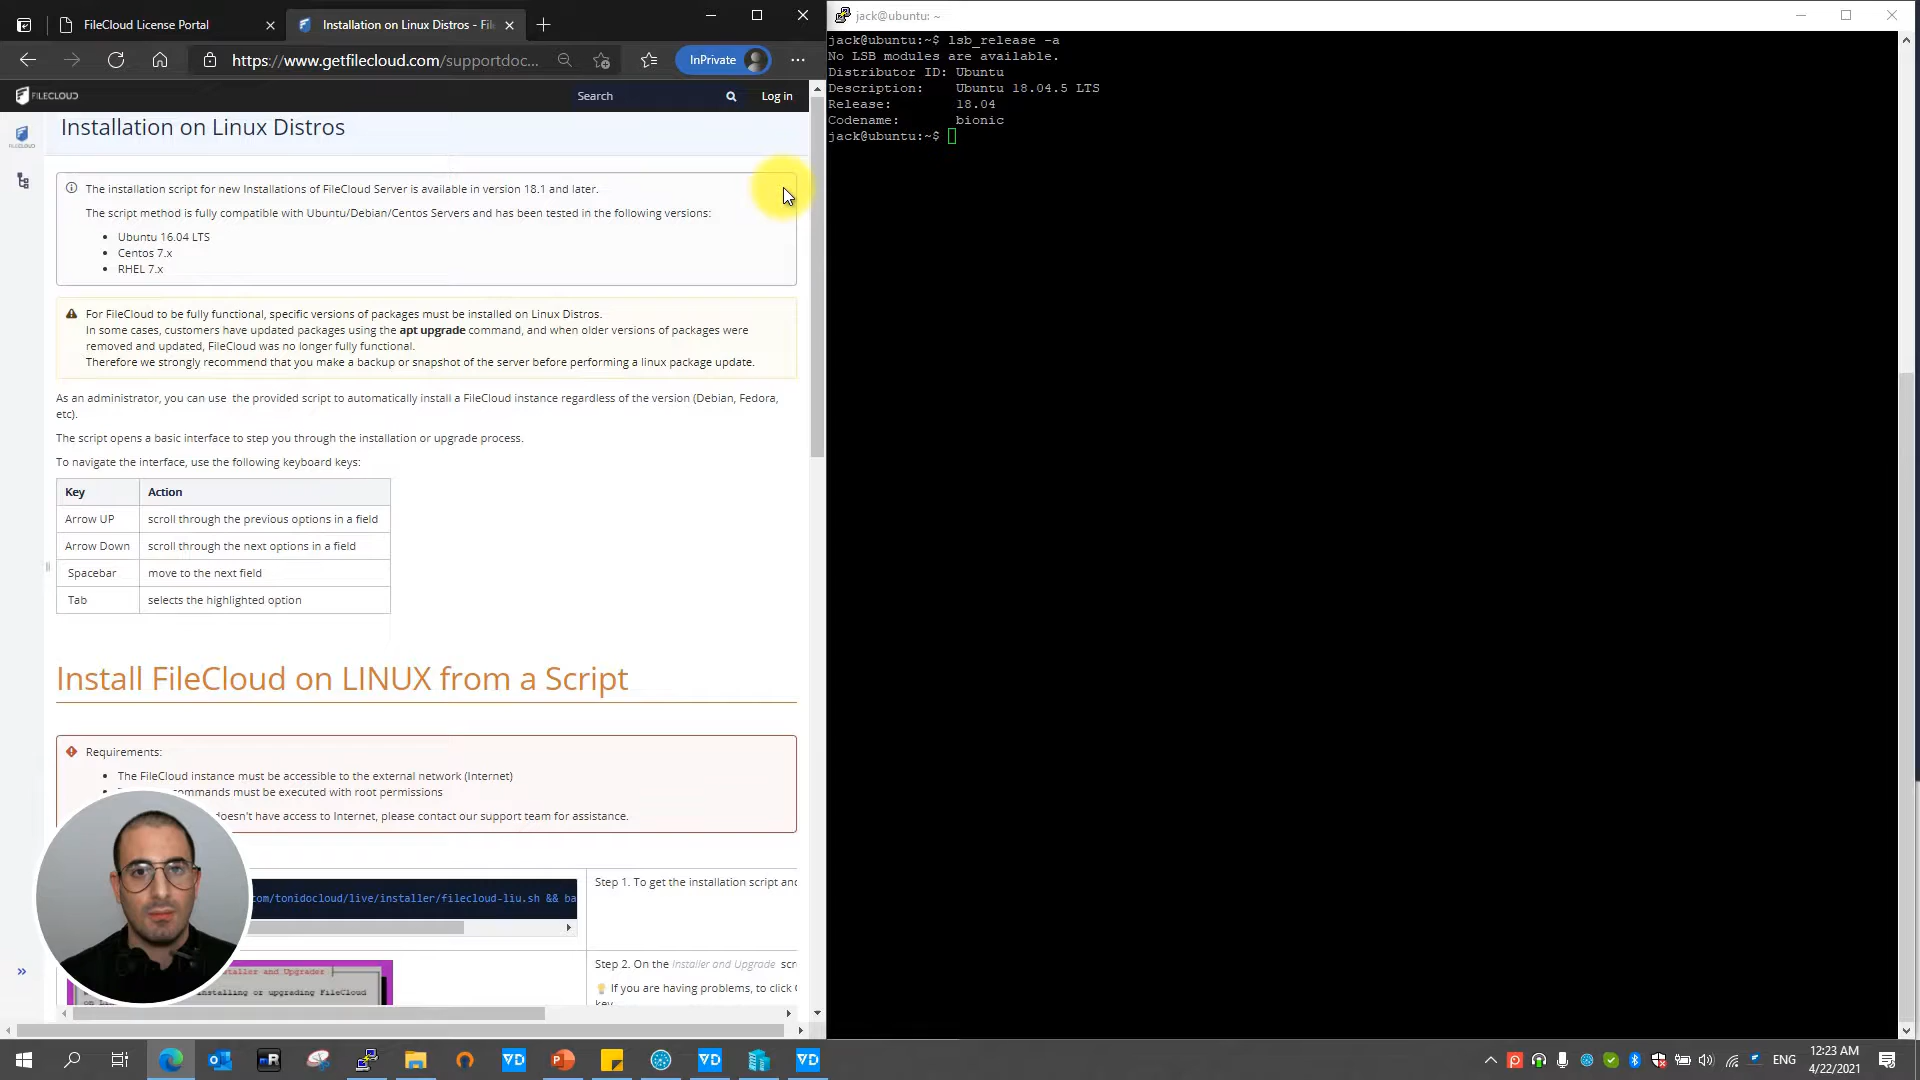 FileCloud License Portal
Installation on Linux Distros - Fil
https://www.getfilecloud.com/supportdoc...
InPrivate
FILECLOUD
Search
Log in
FILECLOUD
Installation on Linux Distros
The installation script for new Installations of FileCloud Server is available in version 18.1 and later.
The script method is fully compatible with Ubuntu/Debian/Centos Servers and has been tested in the following versions:
• Ubuntu 16.04 LTS
• Centos 7.x
• RHEL 7.x
For FileCloud to be fully functional, specific versions of packages must be installed on Linux Distros.
In some cases, customers have updated packages using the apt upgrade command, and when older versions of packages were
removed and updated, FileCloud was no longer fully functional.
Therefore we strongly recommend that you make a backup or snapshot of the server before performing a linux package update.
As an administrator, you can use the provided script to automatically install a FileCloud instance regardless of the version (Debian, Fedora,
etc).
The script opens a basic interface to step you through the installation or upgrade process.
To navigate the interface, use the following keyboard keys:
Key Action
Arrow UP scroll through the previous options in a field
Arrow Down scroll through the next options in a field
Spacebar move to the next field
Tab selects the highlighted option
Install FileCloud on LINUX from a Script
Requirements:
• The FileCloud instance must be accessible to the external network (Internet)
commands must be executed with root permissions
doesn't have access to Internet, please contact our support team for assistance.
com/tonidocloud/live/installer/filecloud-liu.sh && ba
Step 1. To get the installation script and
taller and Upgrades
nstalling or upgrading FileCloud
on L
Step 2. On the Installer and Upgrade scr
If you are having problems, to click
key
jack@ubuntu: ~
jack@ubuntu:~$ lsb_release -a
No LSB modules are available.
Distributor ID: Ubuntu
Description: Ubuntu 18.04.5 LTS
Release: 18.04
Codename: bionic
jack@ubuntu:~$
R
VD
VD
VD
ENG
12:23 AM
4/22/2021